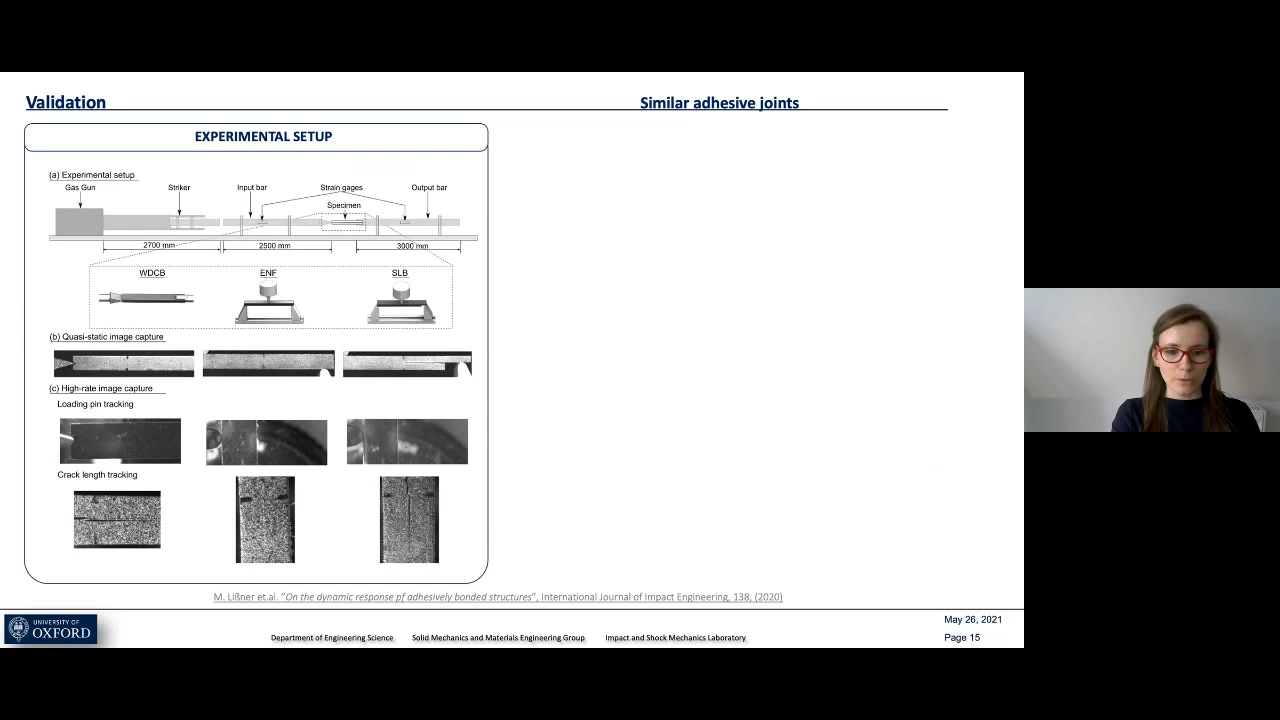 Validation
Similar adhesive joints
EXPERIMENTAL SETUP
(a) Experimental setup
Gas Gun
Striker
Input bar
Strain gages
Output bar
Specimen
2700 mm
2500 mm
3000 mm
WDCB
ENF
SLB
(b) Quasi-static image capture
(c) High-rate image capture
Loading pin tracking
Crack length tracking
M. Lißner et.al. "On the dynamic response pf adhesively bonded structures", International Journal of Impact Engineering, 138, (2020)
UNIVERSITY OF
OXFORD
Department of Engineering Science
Solid Mechanics and Materials Engineering Group
Impact and Shock Mechanics Laboratory
May 26, 2021
Page 15